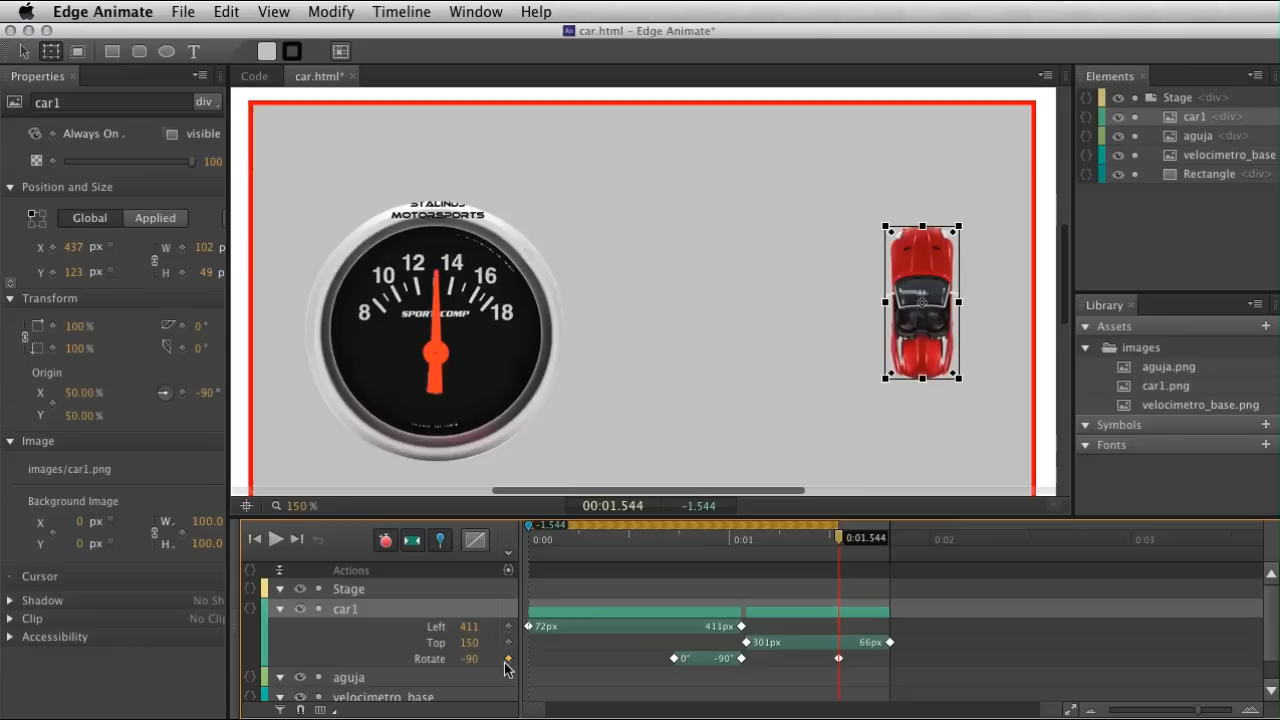 Edge Animate File Edit View Modify Timeline Window Help
An car.html - Edge Animate*
T
Properties × Code car.html* × Elements ×
car1 div
Always On . visible
100
Position and Size
Global Applied
X 437 px W 102 p
Y 123 px H 49 p
Transform
100% 0°
100% 0°
Origin
X 50.00% -90°
Y 50.00%
Image
images/car1.png
Background Image
X 0 px W. 100.0
Y 0 px H. 100.0
Cursor
Shadow No Sh
Clip No Cli
Accessibility
STALINDS
MOTORSPORTS
8 10 12 14 16 18
SPORT COMP
150 % 00:01.544 -1.544
Stage <div>
car1 <div>
aguja <div>
velocimetro_base
Rectangle <div>
Library ×
Assets +
images
aguja.png
car1.png
velocimetro_base.png
Symbols +
Fonts +
-1.544
0:00 0:01 0:01.544 0:02 0:03
Actions
Stage
car1
Left 411 72px 411px
Top 150 301px 66px
Rotate -90 0° -90°
aguja
velocimetro_base